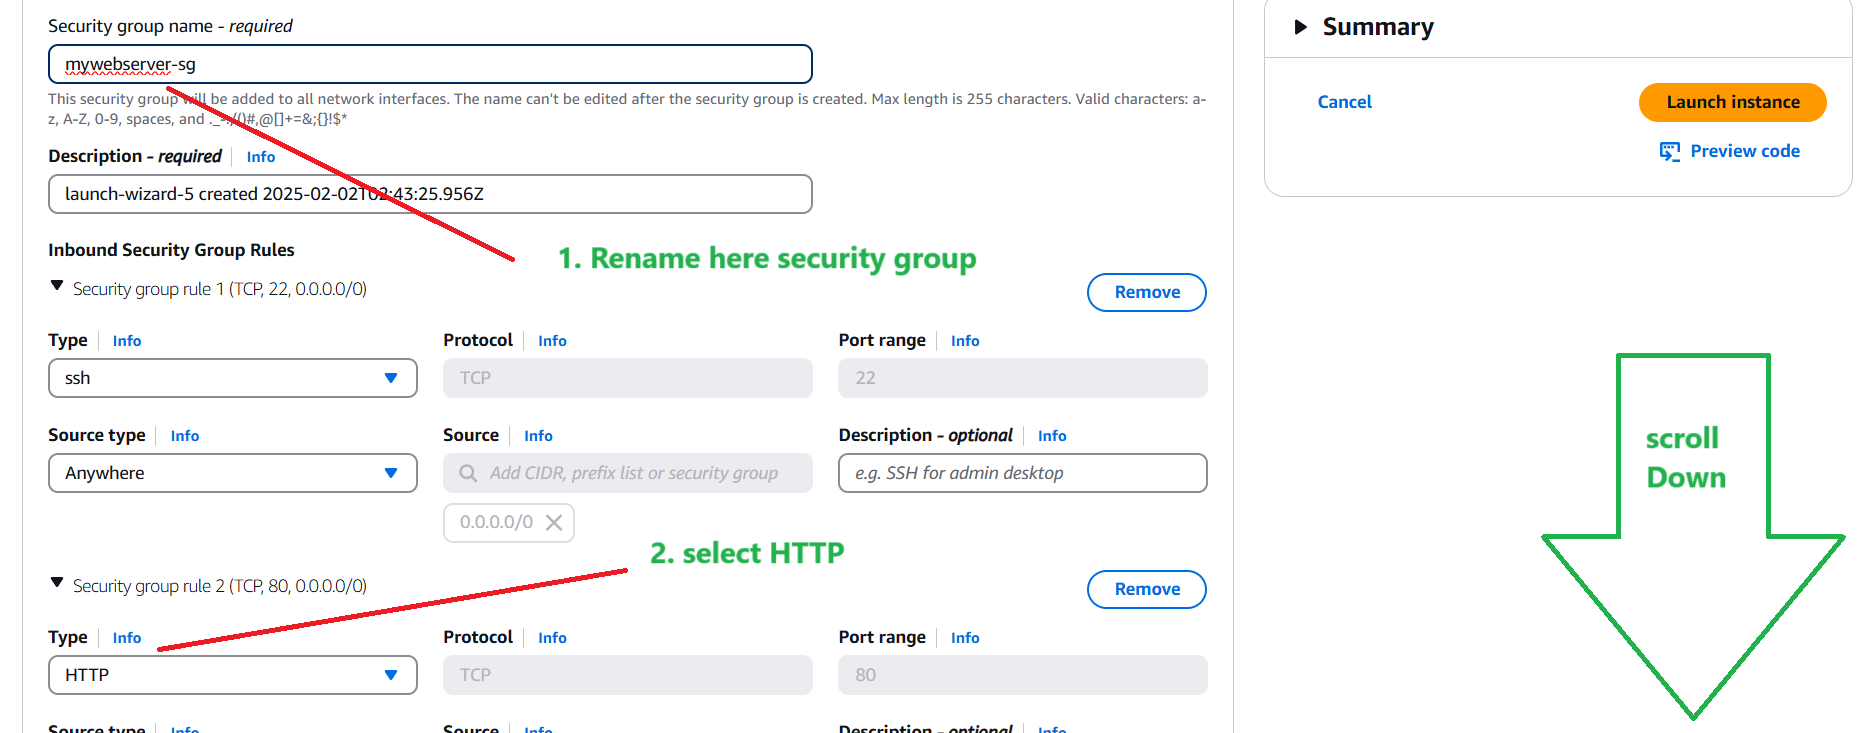 Security group name - required
mywebserver-sg
This security group will be added to all network interfaces. The name can't be edited after the security group is created. Max length is 255 characters. Valid characters: a-
z, A-Z, 0-9, spaces, and ._-:/()#,@[]+=&;{}!$*
Description - required Info
launch-wizard-5 created 2025-02-02T02:43:25.956Z
Inbound Security Group Rules
1. Rename here security group
Security group rule 1 (TCP, 22, 0.0.0.0/0) Remove
Type Info Protocol Info Port range Info
ssh TCP 22
Source type Info Source Info Description - optional Info
Anywhere Add CIDR, prefix list or security group e.g. SSH for admin desktop
0.0.0.0/0
2. select HTTP
Security group rule 2 (TCP, 80, 0.0.0.0/0) Remove
Type Info Protocol Info Port range Info
HTTP TCP 80
Source type Info Source Info Description - optional Info
Summary
Cancel Launch instance
Preview code
scroll
Down